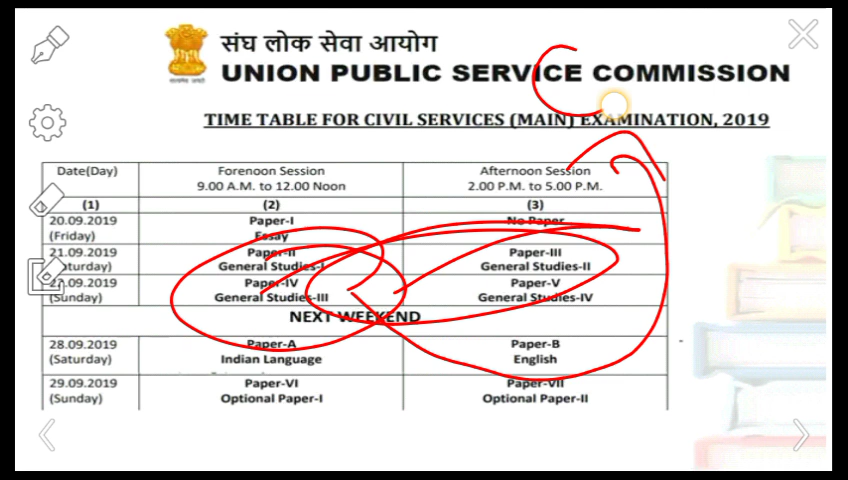 संघ लोक सेवा आयोग
UNION PUBLIC SERVICE COMMISSION
TIME TABLE FOR CIVIL SERVICES (MAIN) EXAMINATION, 2019
Date(Day) Forenoon Session Afternoon Session
9.00 A.M. to 12.00 Noon 2.00 P.M. to 5.00 P.M.
(1) (2) (3)
20.09.2019 Paper-I No Paper
(Friday) Essay
21.09.2019 Paper-II Paper-III
General Studies-I General Studies-II
Paper-IV Paper-V
(Sunday) General Studies-III General Studies-IV
NEXT WEEKEND
28.09.2019 Paper-A Paper-B
(Saturday) Indian Language English
29.09.2019 Paper-VI Paper-VII
(Sunday) Optional Paper-I Optional Paper-II